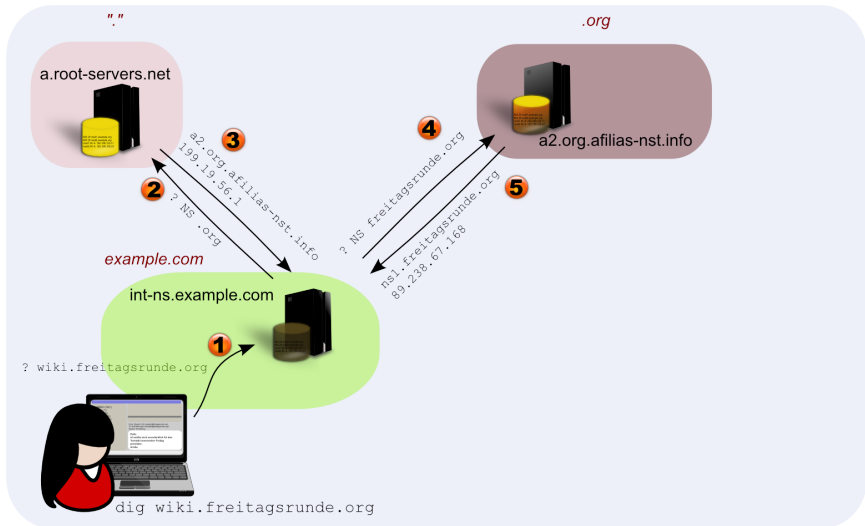 "."
.org
a.root-servers.net
a2.org.afilias-nst.info
3
a2.org.afilias-nst.info
199.19.56.1
2
? NS .org
4
? NS freitagsrunde.org
5
ns1.freitagsrunde.org
89.238.67.168
example.com
int-ns.example.com
1
? wiki.freitagsrunde.org
dig wiki.freitagsrunde.org